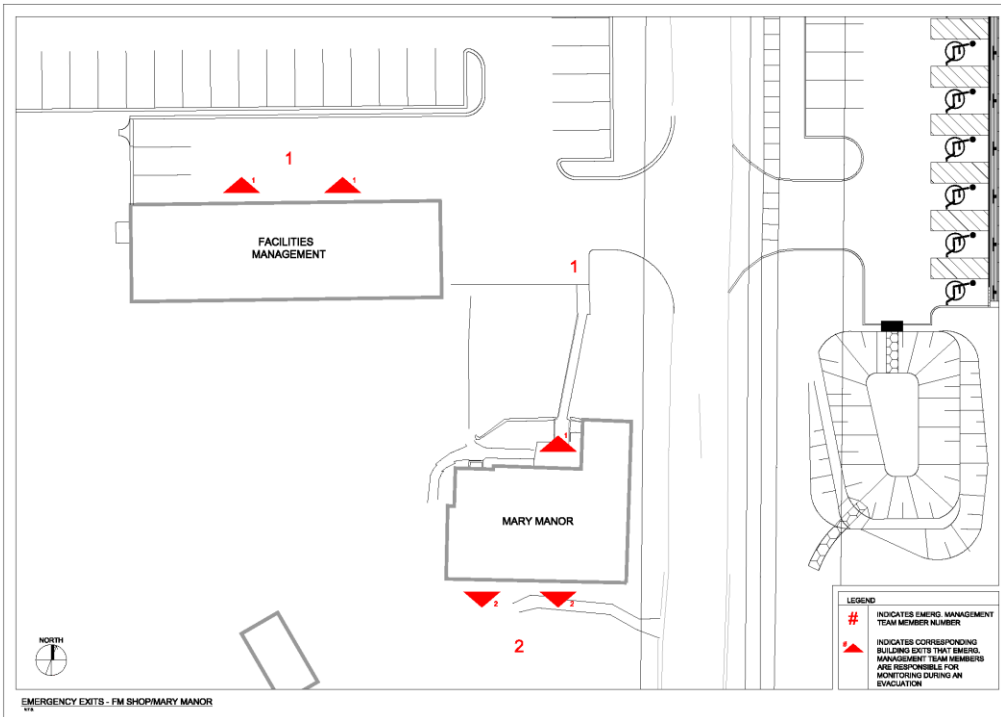 1
1
1
FACILITIES
MANAGEMENT
1
1
MARY MANOR
2
2
2
LEGEND
# INDICATES EMERG. MANAGEMENT
TEAM MEMBER NUMBER
# INDICATES CORRESPONDING
BUILDING EXITS THAT EMERG.
MANAGEMENT TEAM MEMBERS
ARE RESPONSIBLE FOR
MONITORING DURING AN
EVACUATION
NORTH
EMERGENCY EXITS - FM SHOP/MARY MANOR